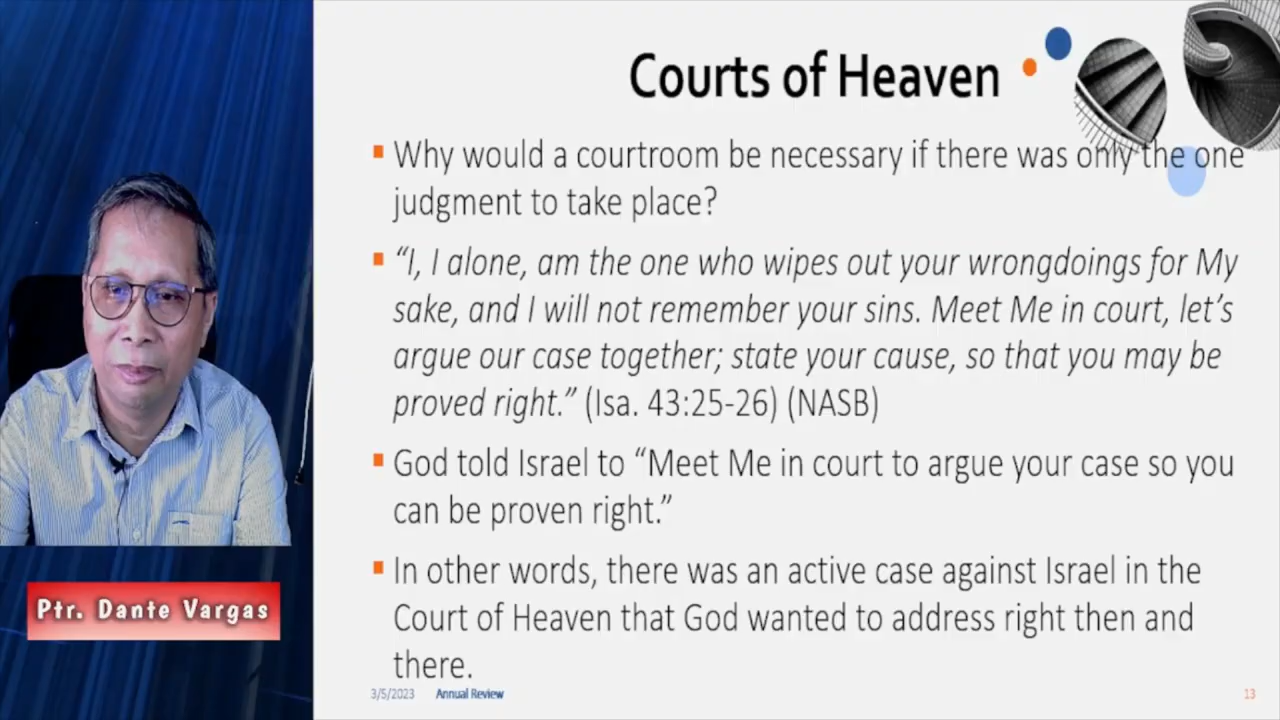 Courts of Heaven
Why would a courtroom be necessary if there was only the one
judgment to take place?
“I, I alone, am the one who wipes out your wrongdoings for My
sake, and I will not remember your sins. Meet Me in court, let’s
argue our case together; state your cause, so that you may be
proved right.” (Isa. 43:25-26) (NASB)
God told Israel to “Meet Me in court to argue your case so you
can be proven right.”
In other words, there was an active case against Israel in the
Court of Heaven that God wanted to address right then and
there.
Ptr. Dante Vargas
3/5/2023 Annual Review 13